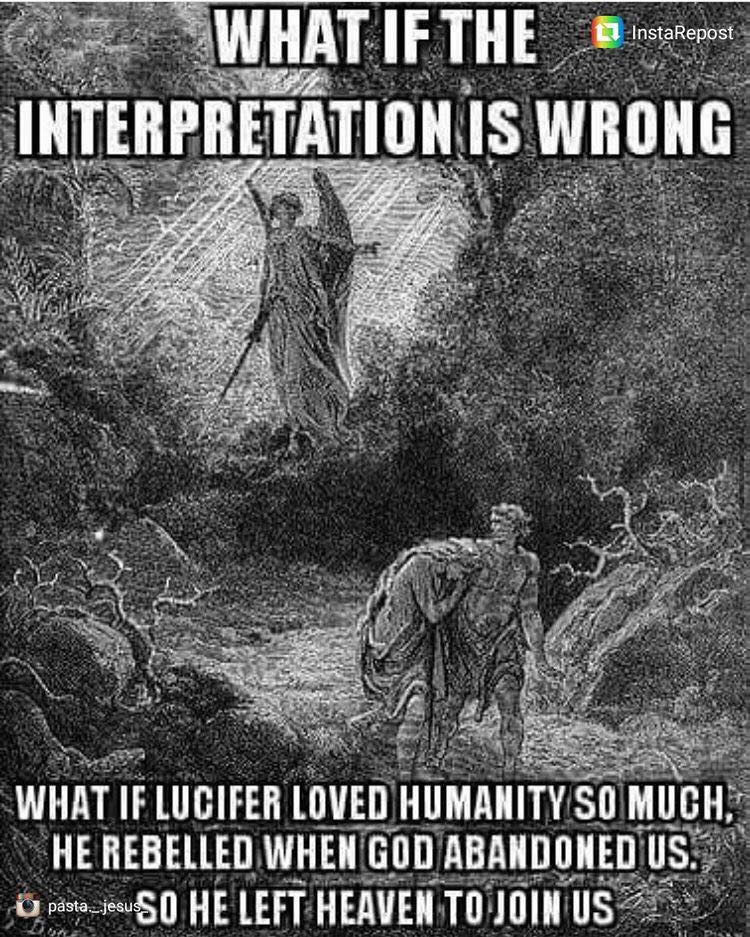 WHAT IF THE
InstaRepost
INTERPRETATION IS WRONG
WHAT IF LUCIFER LOVED HUMANITY SO MUCH,
HE REBELLED WHEN GOD ABANDONED US.
SO HE LEFT HEAVEN TO JOIN US
pasta._.jesus_